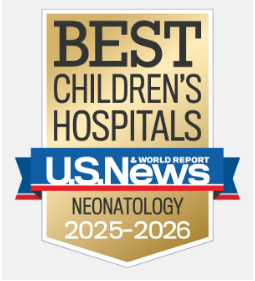 BEST
CHILDREN'S
HOSPITALS
& WORLD REPORT
U.S.News
NEONATOLOGY
2025-2026